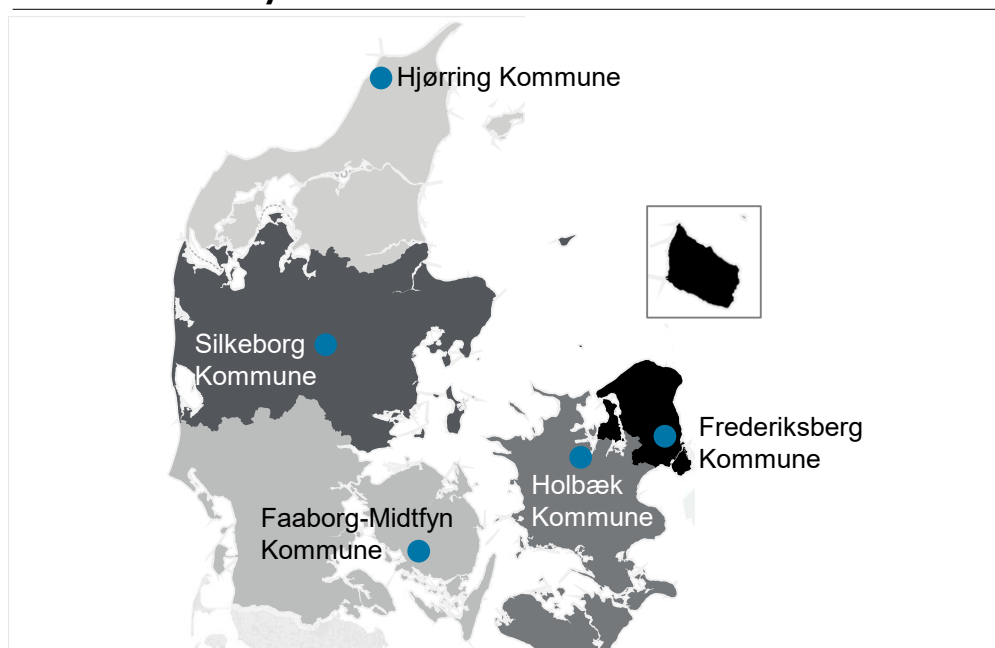 Hjørring Kommune
Silkeborg
Kommune
Frederiksberg
Kommune
Holbæk
Kommune
Faaborg-Midtfyn
Kommune